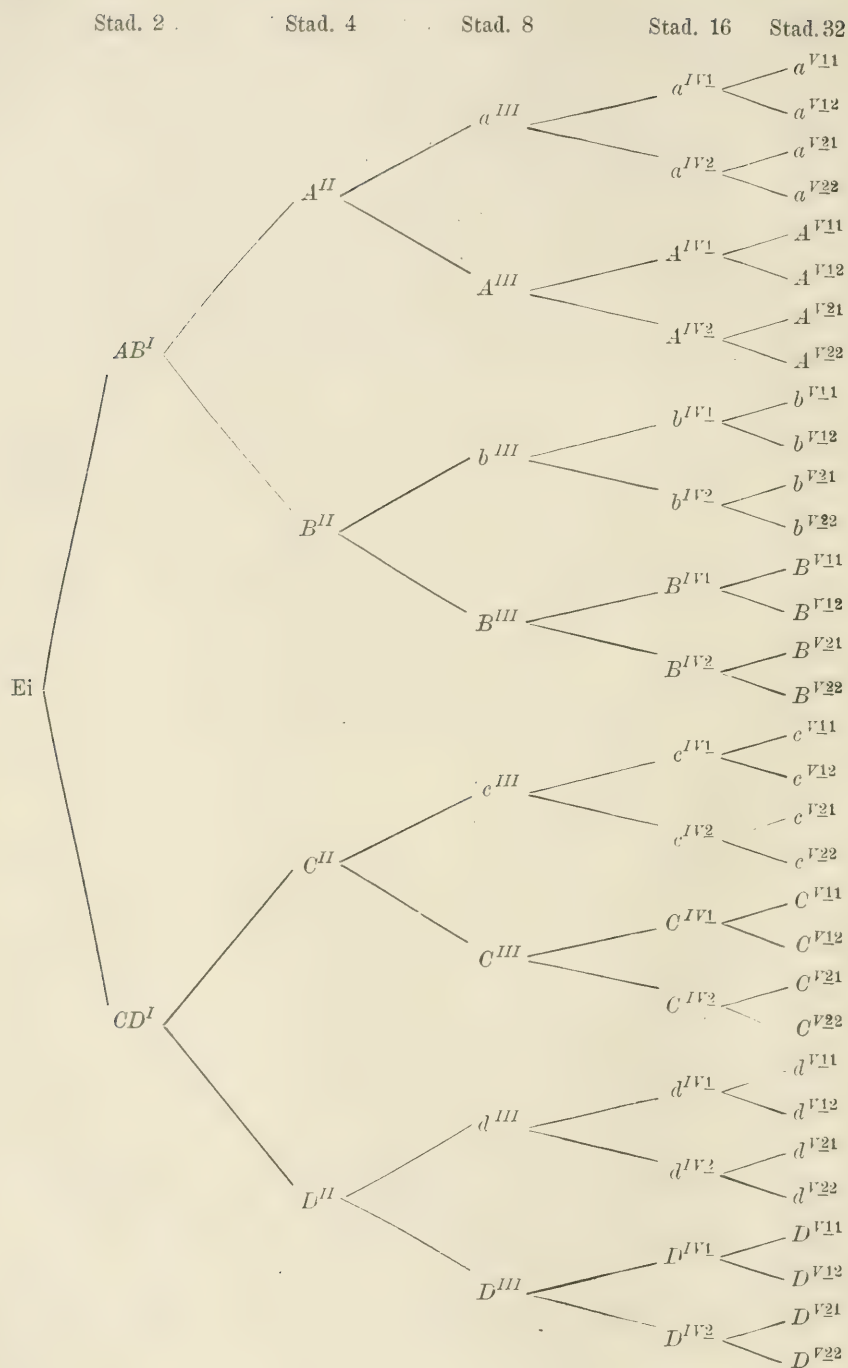 Stad. 2 Stad. 4 Stad. 8 Stad. 16 Stad. 32
a^V11
a^IV1
a^V12
a^III
a^V21
a^IV2
a^V22
A^II
A^V11
A^IV1
A^V12
A^III
A^V21
A^IV2
A^V22
AB^I
b^V11
b^IV1
b^V12
b^III
b^V21
b^IV2
b^V22
B^II
B^V11
B^IV1
B^V12
B^III
B^V21
B^IV2
B^V22
Ei
c^V11
c^IV1
c^V12
c^III
c^V21
c^IV2
c^V22
C^II
C^V11
C^IV1
C^V12
C^III
C^V21
C^IV2
C^V22
CD^I
d^V11
d^IV1
d^V12
d^III
d^V21
d^IV2
d^V22
D^II
D^V11
D^IV1
D^V12
D^III
D^V21
D^IV2
D^V22